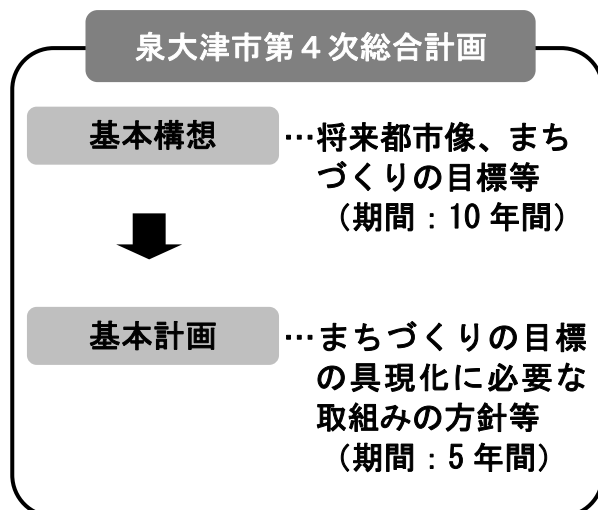 泉大津市第４次総合計画
基本構想
…将来都市像、まち
づくりの目標等
（期間：10 年間）
基本計画
…まちづくりの目標
の具現化に必要な
取組みの方針等
（期間：5 年間）